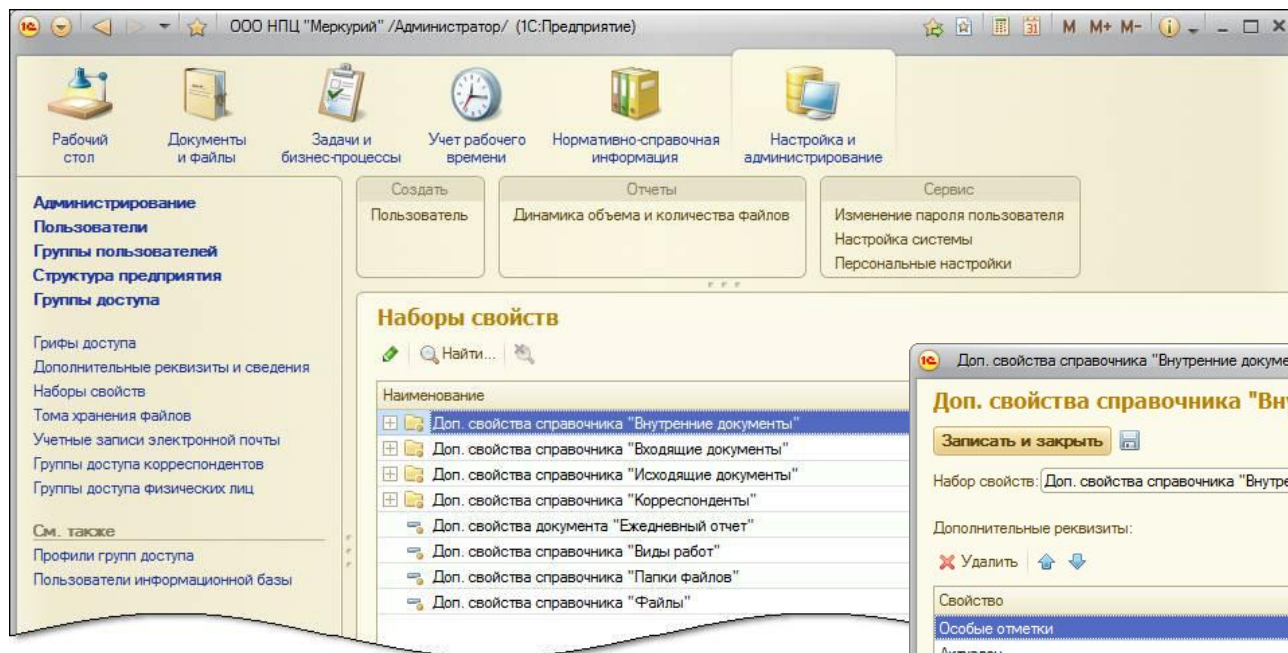 ООО НПЦ "Меркурий" /Администратор/ (1С:Предприятие)
M M+ M-
Рабочий стол
Документы и файлы
Задачи и бизнес-процессы
Учет рабочего времени
Нормативно-справочная информация
Настройка и администрирование
Администрирование
Пользователи
Группы пользователей
Структура предприятия
Группы доступа
Грифы доступа
Дополнительные реквизиты и сведения
Наборы свойств
Тома хранения файлов
Учетные записи электронной почты
Группы доступа корреспондентов
Группы доступа физических лиц
См. также
Профили групп доступа
Пользователи информационной базы
Создать
Пользователь
Отчеты
Динамика объема и количества файлов
Сервис
Изменение пароля пользователя
Настройка системы
Персональные настройки
Наборы свойств
Найти...
Наименование
Доп. свойства справочника "Внутренние документы"
Доп. свойства справочника "Входящие документы"
Доп. свойства справочника "Исходящие документы"
Доп. свойства справочника "Корреспонденты"
Доп. свойства документа "Ежедневный отчет"
Доп. свойства справочника "Виды работ"
Доп. свойства справочника "Папки файлов"
Доп. свойства справочника "Файлы"
Доп. свойства справочника "Внутренние докуме
Доп. свойства справочника "Вн
Записать и закрыть
Набор свойств: Доп. свойства справочника "Внутре
Дополнительные реквизиты:
Удалить
Свойство
Особые отметки